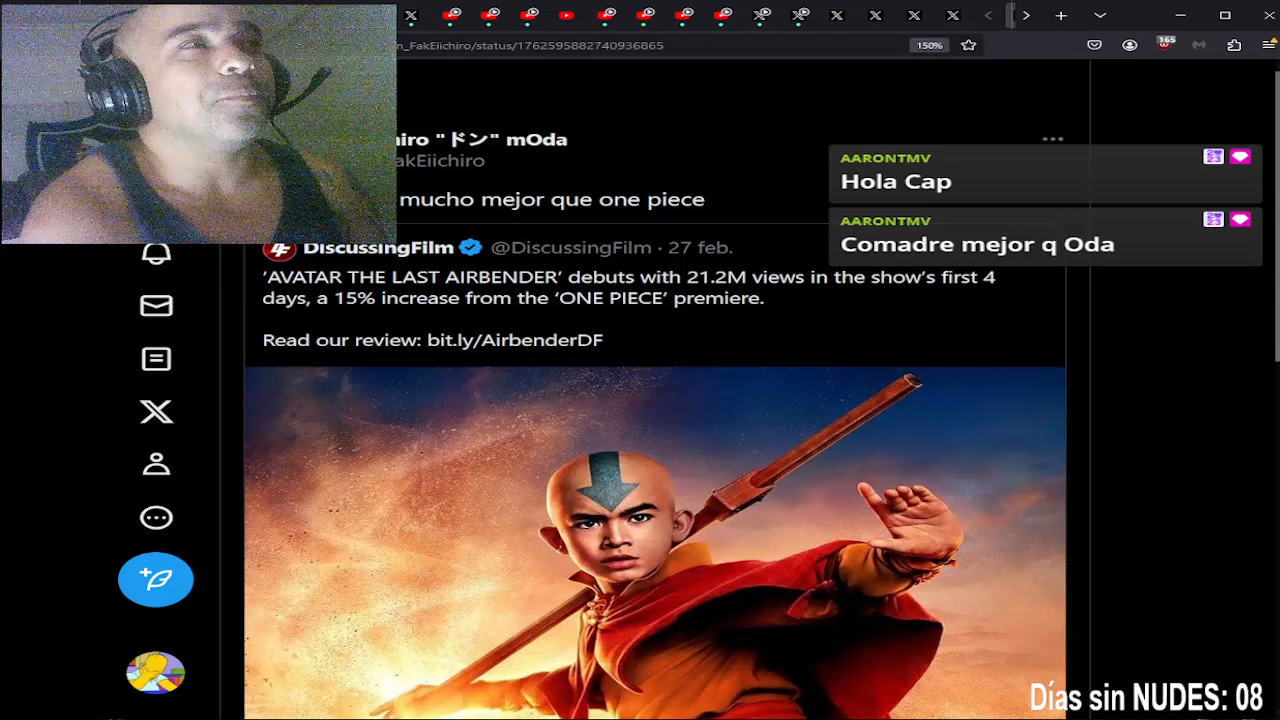 n_FakEiichiro/status/1762595882740936865
150%
165
hiro "ドン" mOda
akEiichiro
mucho mejor que one piece
DiscussingFilm @DiscussingFilm · 27 feb.
'AVATAR THE LAST AIRBENDER' debuts with 21.2M views in the show's first 4
days, a 15% increase from the 'ONE PIECE' premiere.
Read our review: bit.ly/AirbenderDF
AARONTMV
Hola Cap
AARONTMV
Comadre mejor q Oda
Días sin NUDES: 08